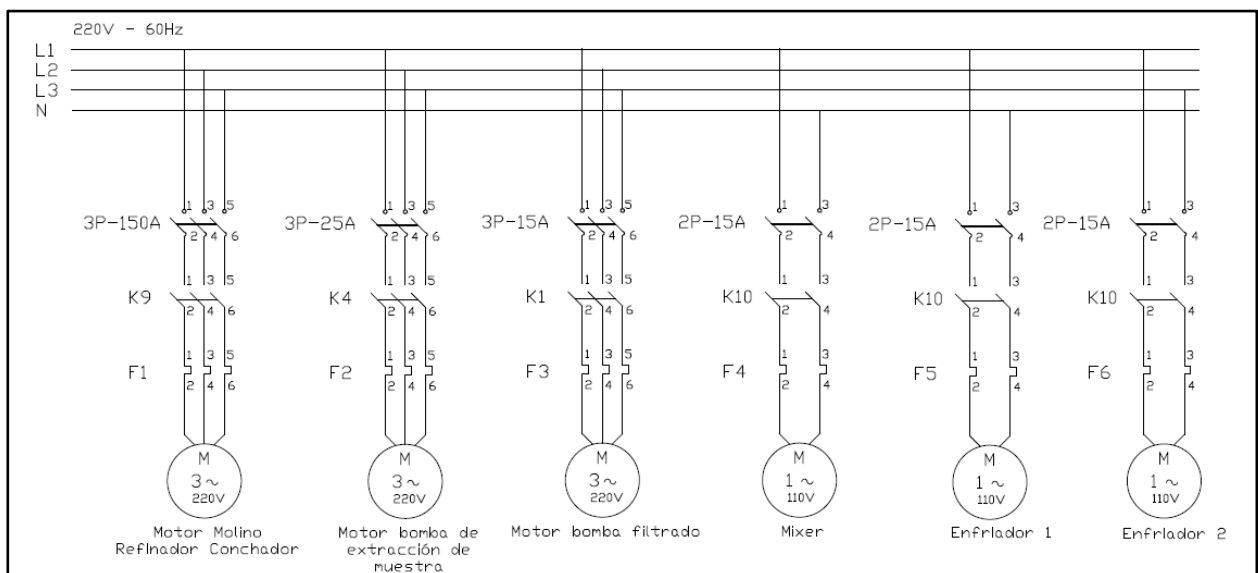 220V - 60Hz
L1
L2
L3
N
1 3 5 1 3 5 1 3 5 1 3 1 3 1 3
3P-150A 3P-25A 3P-15A 2P-15A 2P-15A 2P-15A
2 4 6 2 4 6 2 4 6 2 4 2 4 2 4
1 3 5 1 3 5 1 3 5 1 3 1 3 1 3
K9 K4 K1 K10 K10 K10
2 4 6 2 4 6 2 4 6 2 4 2 4 2 4
1 3 5 1 3 5 1 3 5 1 3 1 3 1 3
F1 F2 F3 F4 F5 F6
2 4 6 2 4 6 2 4 6 2 4 2 4 2 4
M M M M M M
3~ 3~ 3~ 1~ 1~ 1~
220V 220V 220V 110V 110V 110V
Motor Molino
Refinador Conchador
Motor bomba de
extracción de
muestra
Motor bomba filtrado
Mixer
Enfriador 1
Enfriador 2